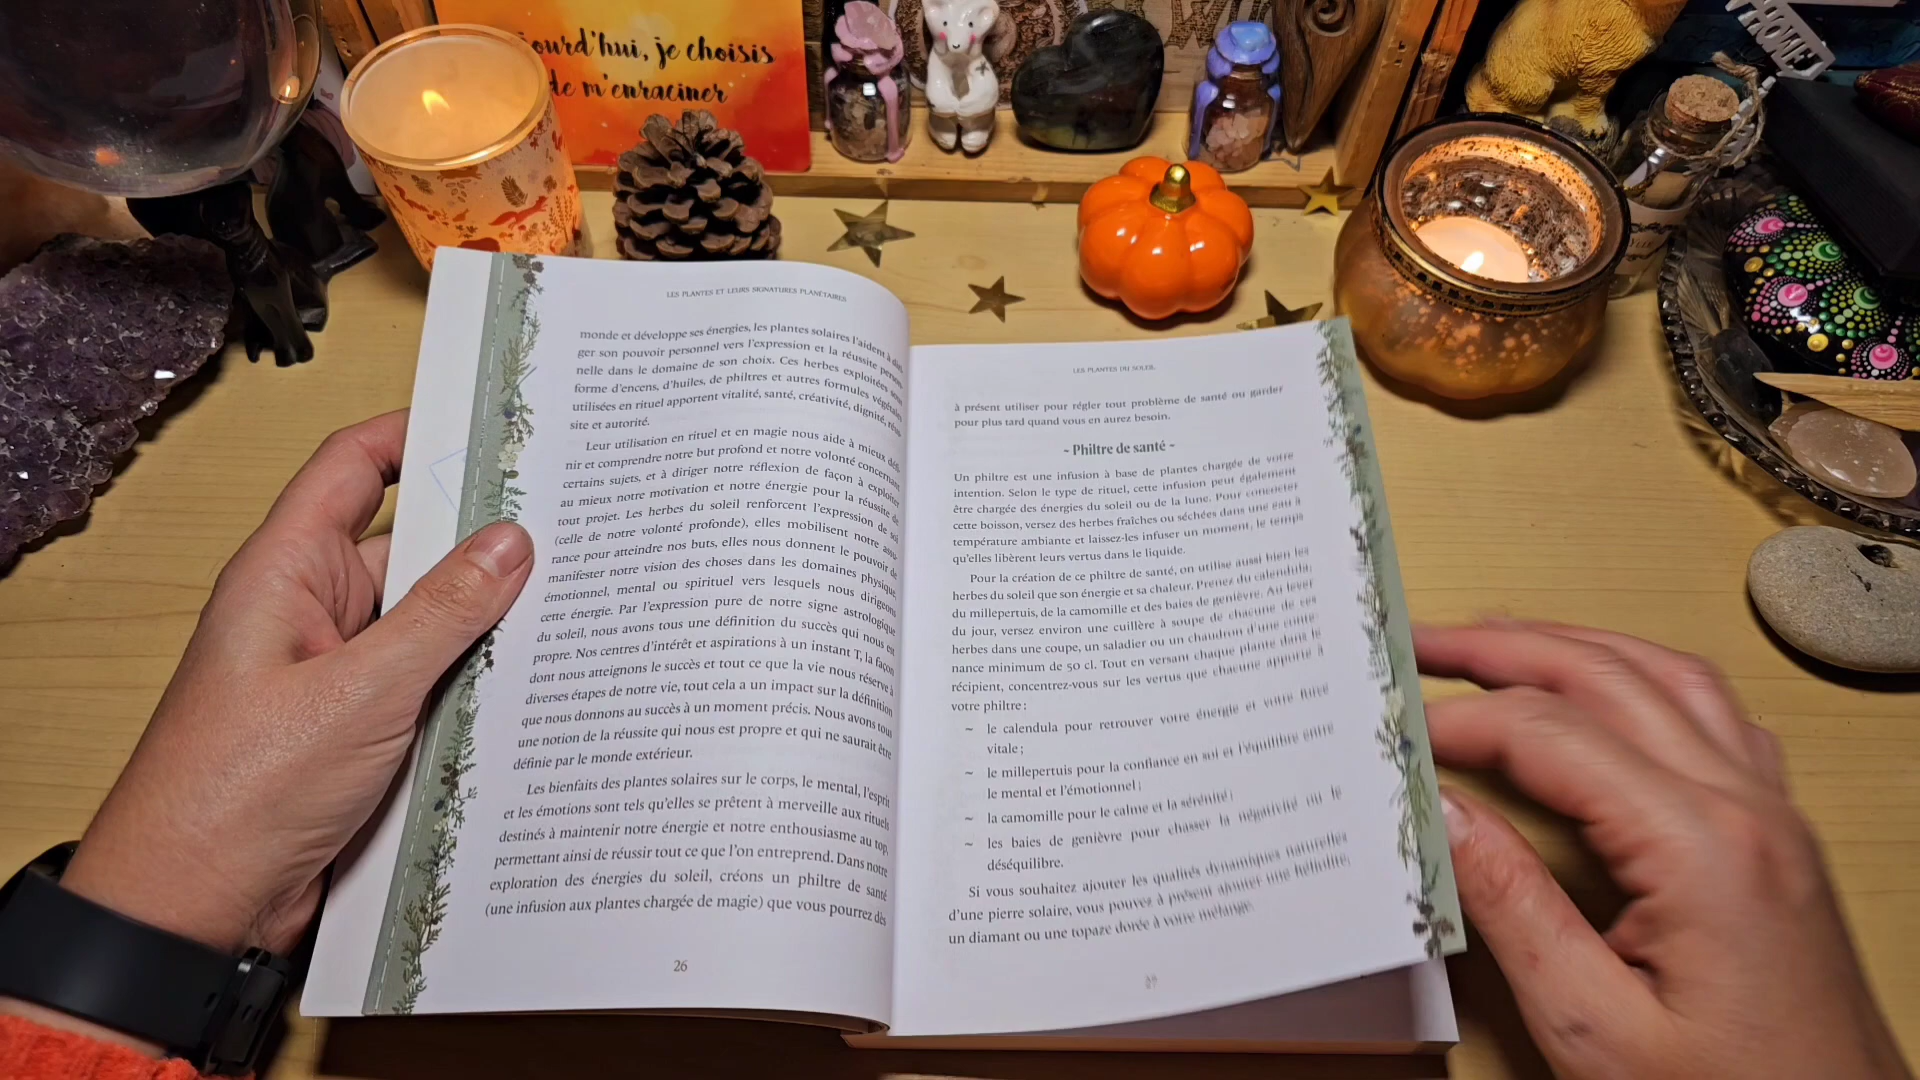 jourd'hui, je choisis
de m'enraciner
HOME
LES PLANTES ET LEURS SIGNATURES PLANÉTAIRES
monde et développe ses énergies, les plantes solaires l'aident à
ger son pouvoir personnel vers l'expression et la réussite person
nelle dans le domaine de son choix. Ces herbes exploitées sous
forme d'encens, d'huiles, de philtres et autres formules végétales
utilisées en rituel apportent vitalité, santé, créativité, dignité, réus
site et autorité.
Leur utilisation en rituel et en magie nous aide à mieux défi
nir et comprendre notre but profond et notre volonté concernant
certains sujets, et à diriger notre réflexion de façon à exploiter
au mieux notre motivation et notre énergie pour la réussite de
tout projet. Les herbes du soleil renforcent l'expression de soi
(celle de notre volonté profonde), elles mobilisent notre assu
rance pour atteindre nos buts, elles nous donnent le pouvoir de
manifester notre vision des choses dans les domaines physique,
émotionnel, mental ou spirituel vers lesquels nous dirigeons
cette énergie. Par l'expression pure de notre signe astrologique
du soleil, nous avons tous une définition du succès qui nous est
propre. Nos centres d'intérêt et aspirations à un instant T, la façon
dont nous atteignons le succès et tout ce que la vie nous réserve à
diverses étapes de notre vie, tout cela a un impact sur la définition
que nous donnons au succès à un moment précis. Nous avons tous
une notion de la réussite qui nous est propre et qui ne saurait être
définie par le monde extérieur.
Les bienfaits des plantes solaires sur le corps, le mental, l'esprit
et les émotions sont tels qu'elles se prêtent à merveille aux rituels
destinés à maintenir notre énergie et notre enthousiasme au top,
permettant ainsi de réussir tout ce que l'on entreprend. Dans notre
exploration des énergies du soleil, créons un philtre de santé
(une infusion aux plantes chargée de magie) que vous pourrez dès
26
LES PLANTES DU SOLEIL
à présent utiliser pour régler tout problème de santé ou garder
pour plus tard quand vous en aurez besoin.
~ Philtre de santé ~
Un philtre est une infusion à base de plantes chargée de votre
intention. Selon le type de rituel, cette infusion peut également
être chargée des énergies du soleil ou de la lune. Pour concocter
cette boisson, versez des herbes fraîches ou séchées dans une eau à
température ambiante et laissez-les infuser un moment, le temps
qu'elles libèrent leurs vertus dans le liquide.
Pour la création de ce philtre de santé, on utilise aussi bien les
herbes du soleil que son énergie et sa chaleur. Prenez du calendula,
du millepertuis, de la camomille et des baies de genièvre. Au lever
du jour, versez environ une cuillère à soupe de chacune de ces
herbes dans une coupe, un saladier ou un chaudron d'une conte
nance minimum de 50 cl. Tout en versant chaque plante dans le
récipient, concentrez-vous sur les vertus que chacune apporte à
votre philtre :
~ le calendula pour retrouver votre énergie et votre force
vitale ;
~ le millepertuis pour la confiance en soi et l'équilibre entre
le mental et l'émotionnel ;
~ la camomille pour le calme et la sérénité ;
~ les baies de genièvre pour chasser la négativité ou le
déséquilibre.
Si vous souhaitez ajouter les qualités dynamiques naturelles
d'une pierre solaire, vous pouvez à présent ajouter une héliolite,
un diamant ou une topaze dorée à votre mélange.